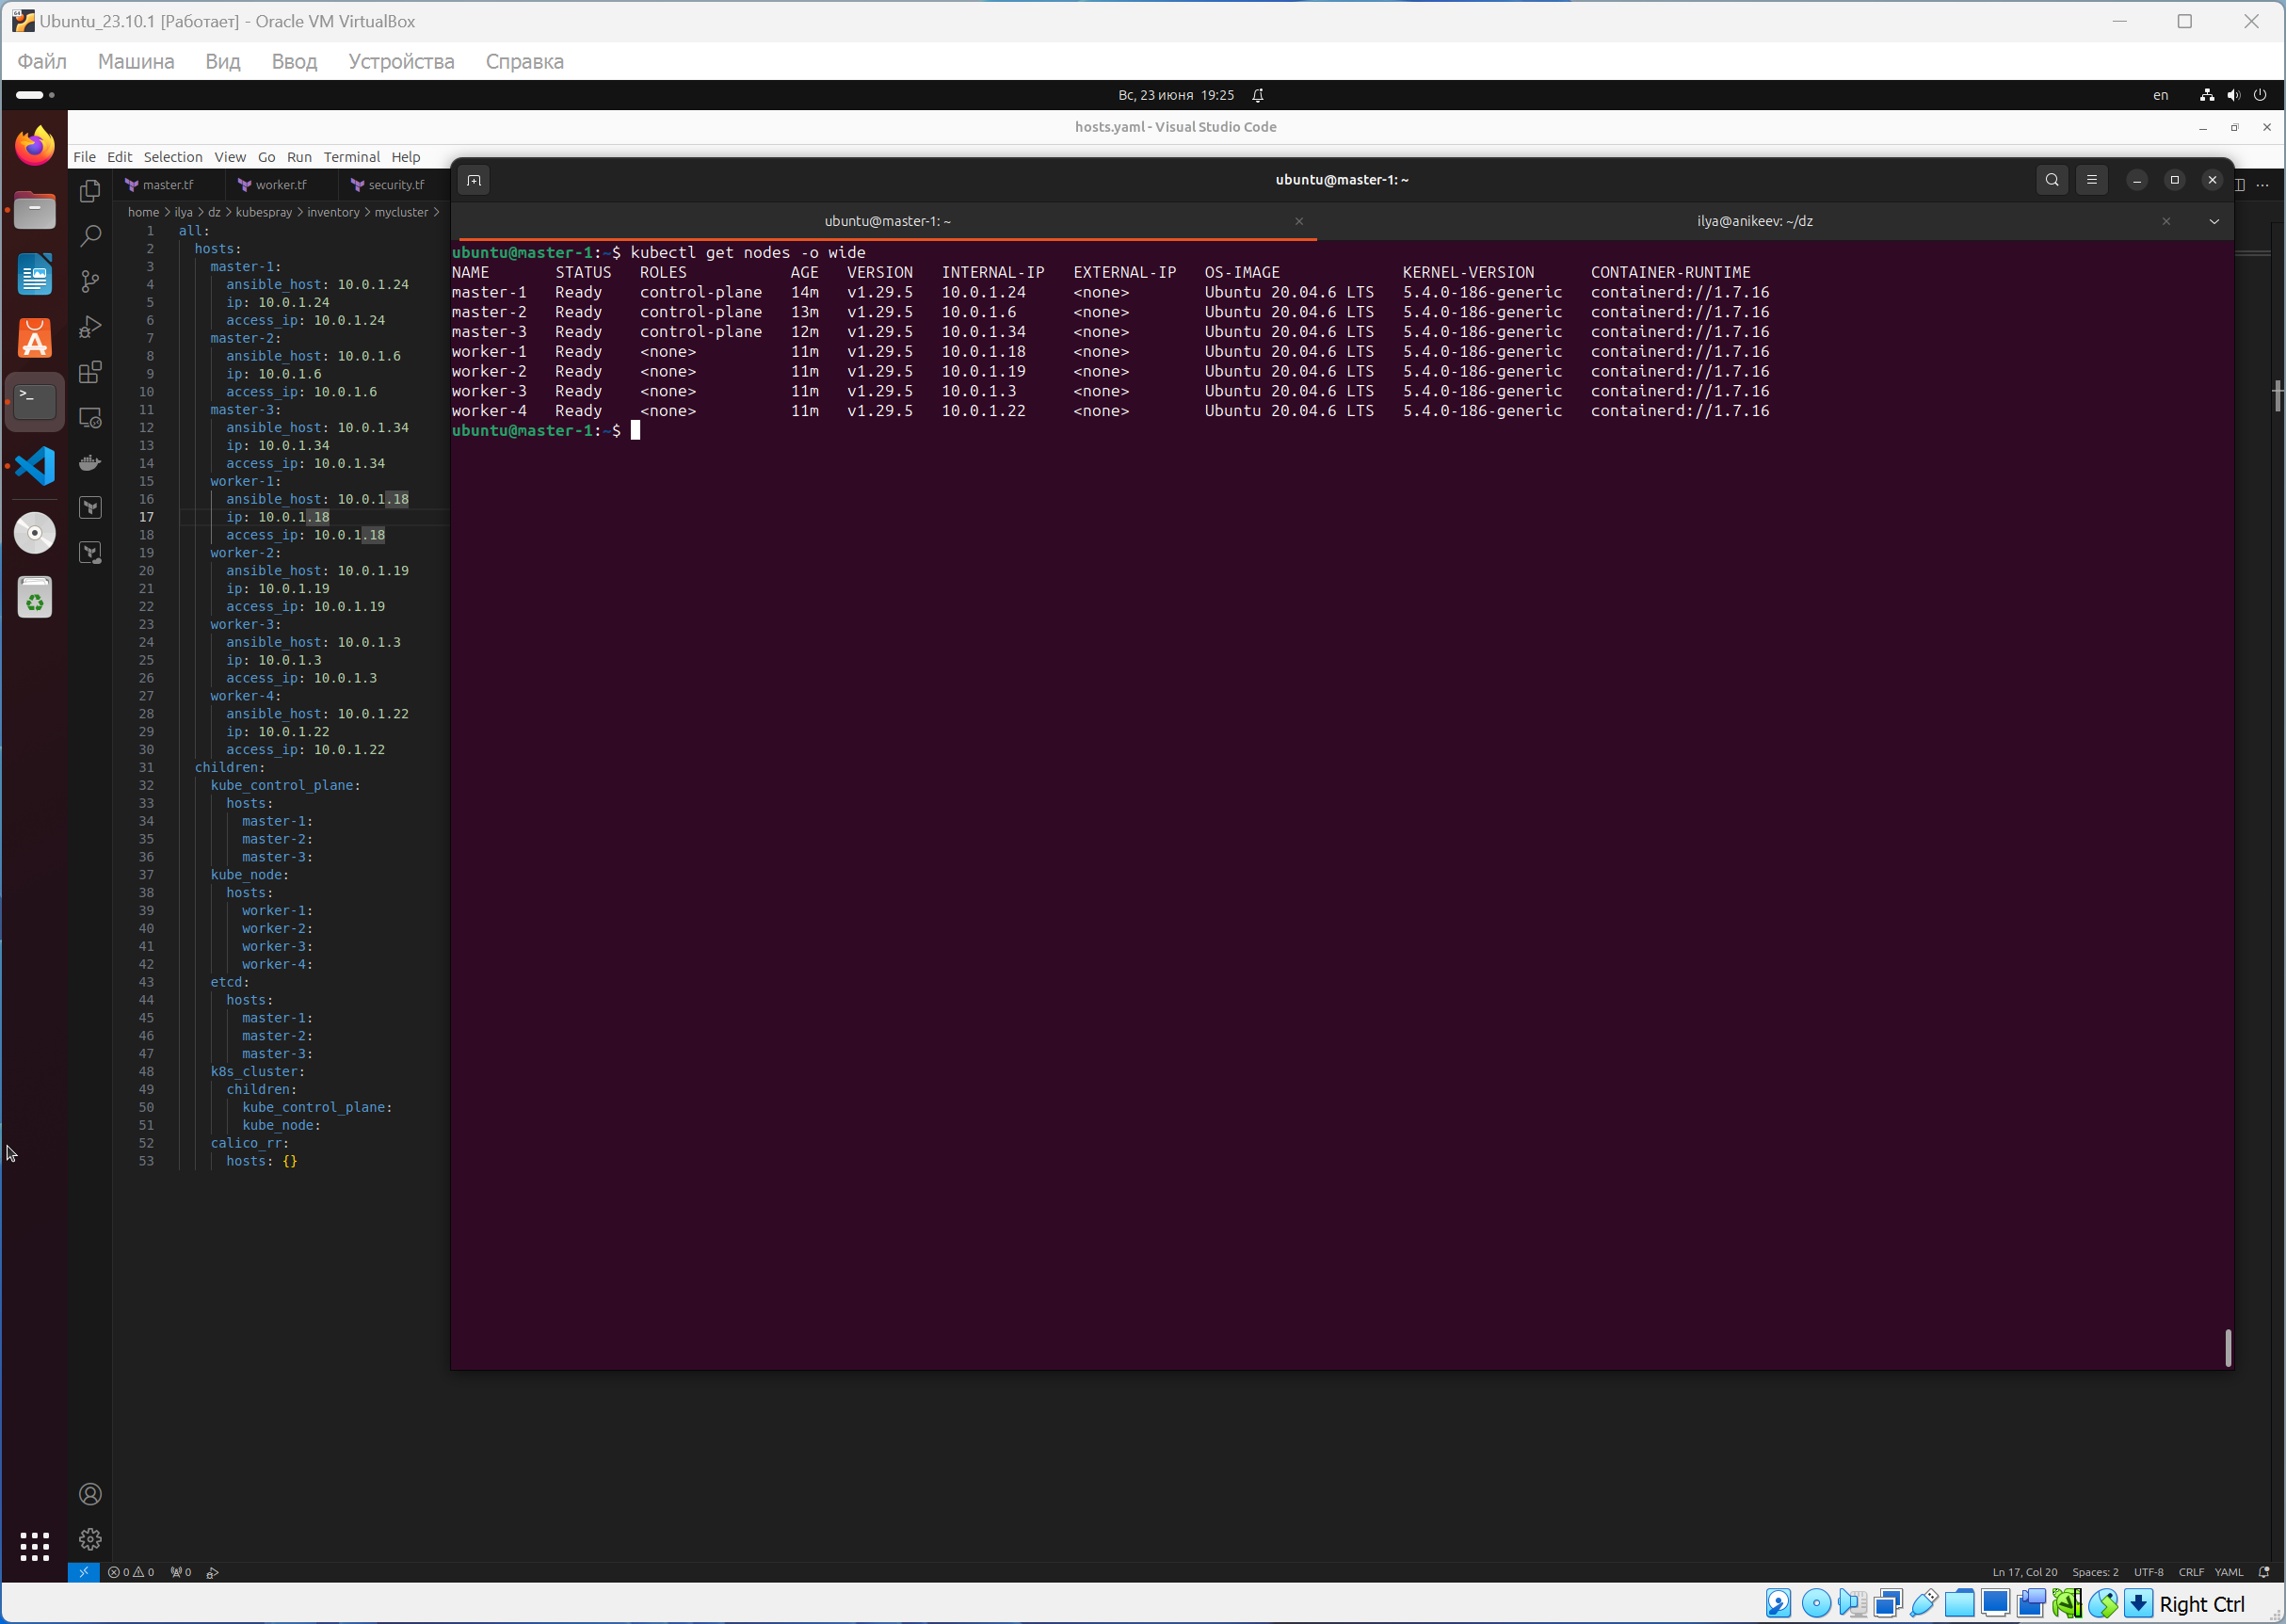 Ubuntu_23.10.1 [Работает] - Oracle VM VirtualBox
Файл Машина Вид Ввод Устройства Справка
Вс, 23 июня 19:25
en
hosts.yaml - Visual Studio Code
File Edit Selection View Go Run Terminal Help
master.tf worker.tf security.tf
home > ilya > dz > kubespray > inventory > mycluster >
1 all:
2 hosts:
3 master-1:
4 ansible_host: 10.0.1.24
5 ip: 10.0.1.24
6 access_ip: 10.0.1.24
7 master-2:
8 ansible_host: 10.0.1.6
9 ip: 10.0.1.6
10 access_ip: 10.0.1.6
11 master-3:
12 ansible_host: 10.0.1.34
13 ip: 10.0.1.34
14 access_ip: 10.0.1.34
15 worker-1:
16 ansible_host: 10.0.1.18
17 ip: 10.0.1.18
18 access_ip: 10.0.1.18
19 worker-2:
20 ansible_host: 10.0.1.19
21 ip: 10.0.1.19
22 access_ip: 10.0.1.19
23 worker-3:
24 ansible_host: 10.0.1.3
25 ip: 10.0.1.3
26 access_ip: 10.0.1.3
27 worker-4:
28 ansible_host: 10.0.1.22
29 ip: 10.0.1.22
30 access_ip: 10.0.1.22
31 children:
32 kube_control_plane:
33 hosts:
34 master-1:
35 master-2:
36 master-3:
37 kube_node:
38 hosts:
39 worker-1:
40 worker-2:
41 worker-3:
42 worker-4:
43 etcd:
44 hosts:
45 master-1:
46 master-2:
47 master-3:
48 k8s_cluster:
49 children:
50 kube_control_plane:
51 kube_node:
52 calico_rr:
53 hosts: {}
ubuntu@master-1: ~
ubuntu@master-1: ~ ilya@anikeev: ~/dz
ubuntu@master-1:~$ kubectl get nodes -o wide
NAME STATUS ROLES AGE VERSION INTERNAL-IP EXTERNAL-IP OS-IMAGE KERNEL-VERSION CONTAINER-RUNTIME
master-1 Ready control-plane 14m v1.29.5 10.0.1.24 <none> Ubuntu 20.04.6 LTS 5.4.0-186-generic containerd://1.7.16
master-2 Ready control-plane 13m v1.29.5 10.0.1.6 <none> Ubuntu 20.04.6 LTS 5.4.0-186-generic containerd://1.7.16
master-3 Ready control-plane 12m v1.29.5 10.0.1.34 <none> Ubuntu 20.04.6 LTS 5.4.0-186-generic containerd://1.7.16
worker-1 Ready <none> 11m v1.29.5 10.0.1.18 <none> Ubuntu 20.04.6 LTS 5.4.0-186-generic containerd://1.7.16
worker-2 Ready <none> 11m v1.29.5 10.0.1.19 <none> Ubuntu 20.04.6 LTS 5.4.0-186-generic containerd://1.7.16
worker-3 Ready <none> 11m v1.29.5 10.0.1.3 <none> Ubuntu 20.04.6 LTS 5.4.0-186-generic containerd://1.7.16
worker-4 Ready <none> 11m v1.29.5 10.0.1.22 <none> Ubuntu 20.04.6 LTS 5.4.0-186-generic containerd://1.7.16
ubuntu@master-1:~$
0 0 0
Ln 17, Col 20 Spaces: 2 UTF-8 CRLF YAML
Right Ctrl